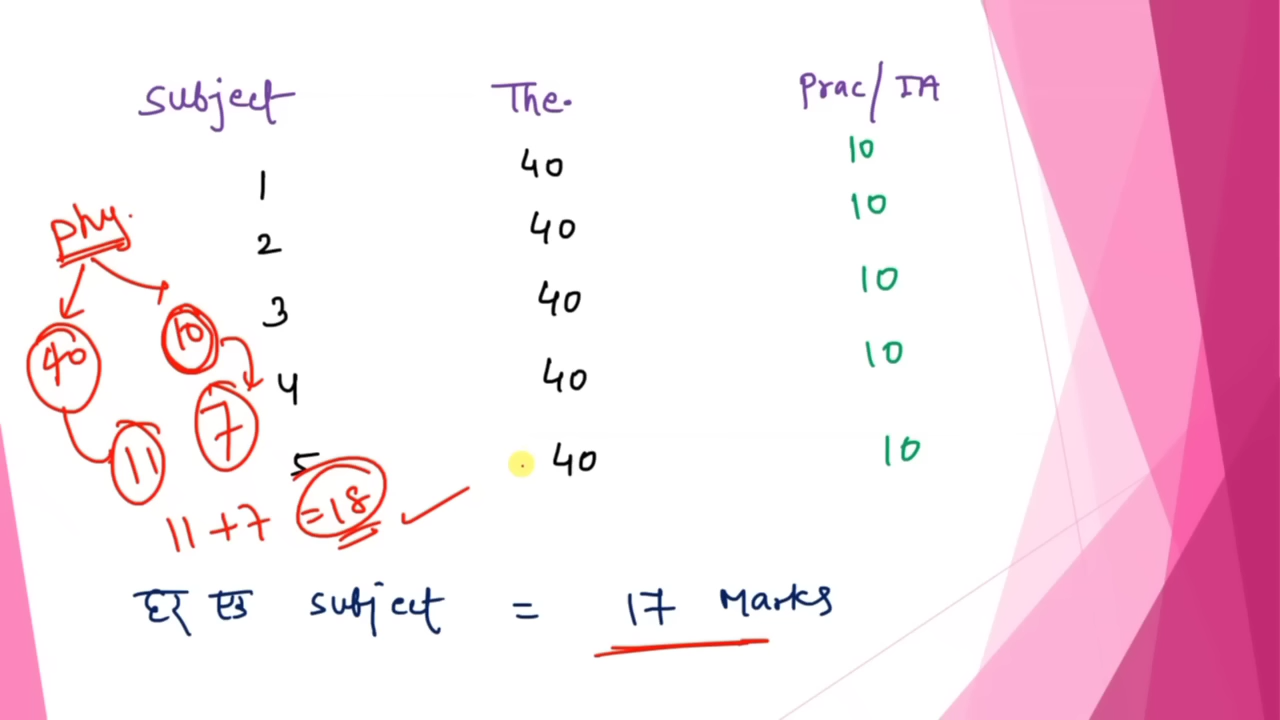 Subject The. Prac/IA
1 40 10
2 40 10
3 40 10
4 40 10
5 40 10
Phy.
40 10
11 7
11+7 =18
हर एक subject = 17 Marks